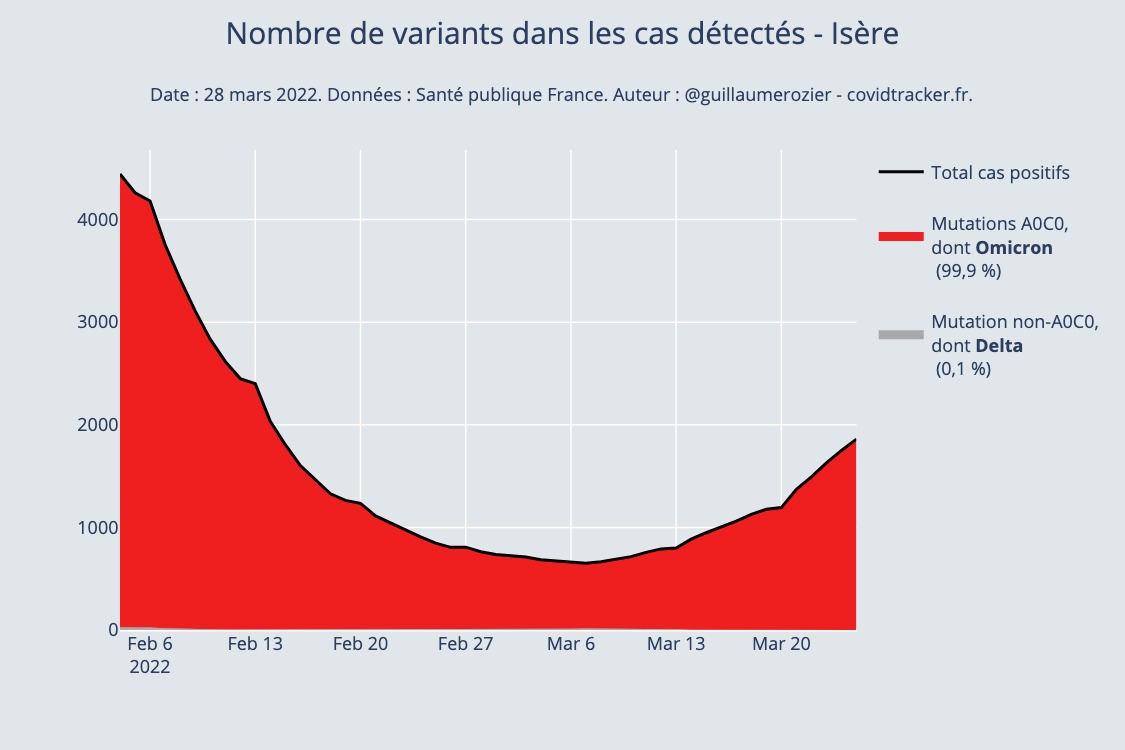 Nombre de variants dans les cas détectés - Isère
Date : 28 mars 2022. Données : Santé publique France. Auteur : @guillaumerozier - covidtracker.fr.
Total cas positifs
Mutations A0C0,
dont Omicron
(99,9 %)
Mutation non-A0C0,
dont Delta
(0,1 %)
4000
3000
2000
1000
0
Feb 6
2022
Feb 13
Feb 20
Feb 27
Mar 6
Mar 13
Mar 20